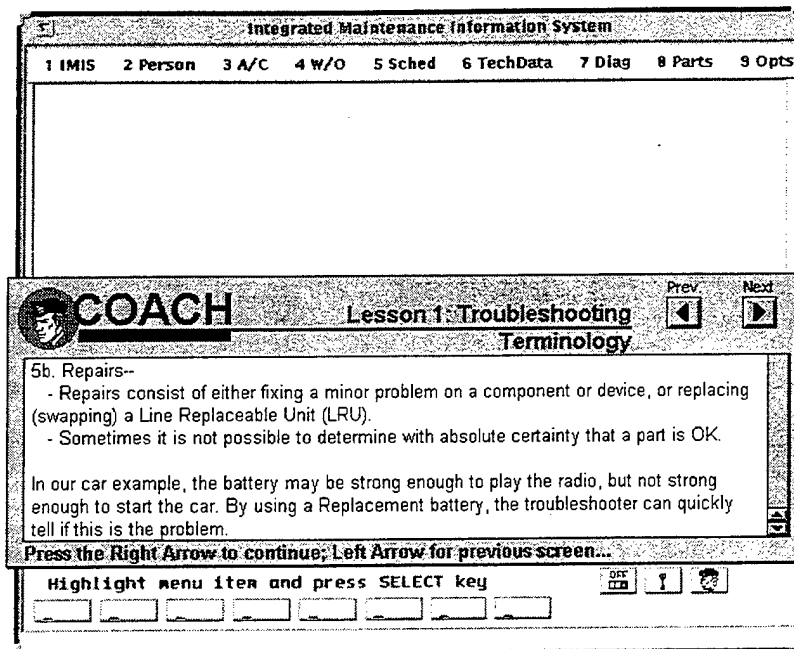 Integrated Maintenance Information System
1 IMIS 2 Person 3 A/C 4 W/O 5 Sched 6 TechData 7 Diag 8 Parts 9 Opts
Prev. Next
COACH Lesson 1: Troubleshooting
Terminology
5b. Repairs--
- Repairs consist of either fixing a minor problem on a component or device, or replacing
(swapping) a Line Replaceable Unit (LRU).
- Sometimes it is not possible to determine with absolute certainty that a part is OK.
In our car example, the battery may be strong enough to play the radio, but not strong
enough to start the car. By using a Replacement battery, the troubleshooter can quickly
tell if this is the problem.
Press the Right Arrow to continue; Left Arrow for previous screen...
Highlight menu item and press SELECT key
OFF